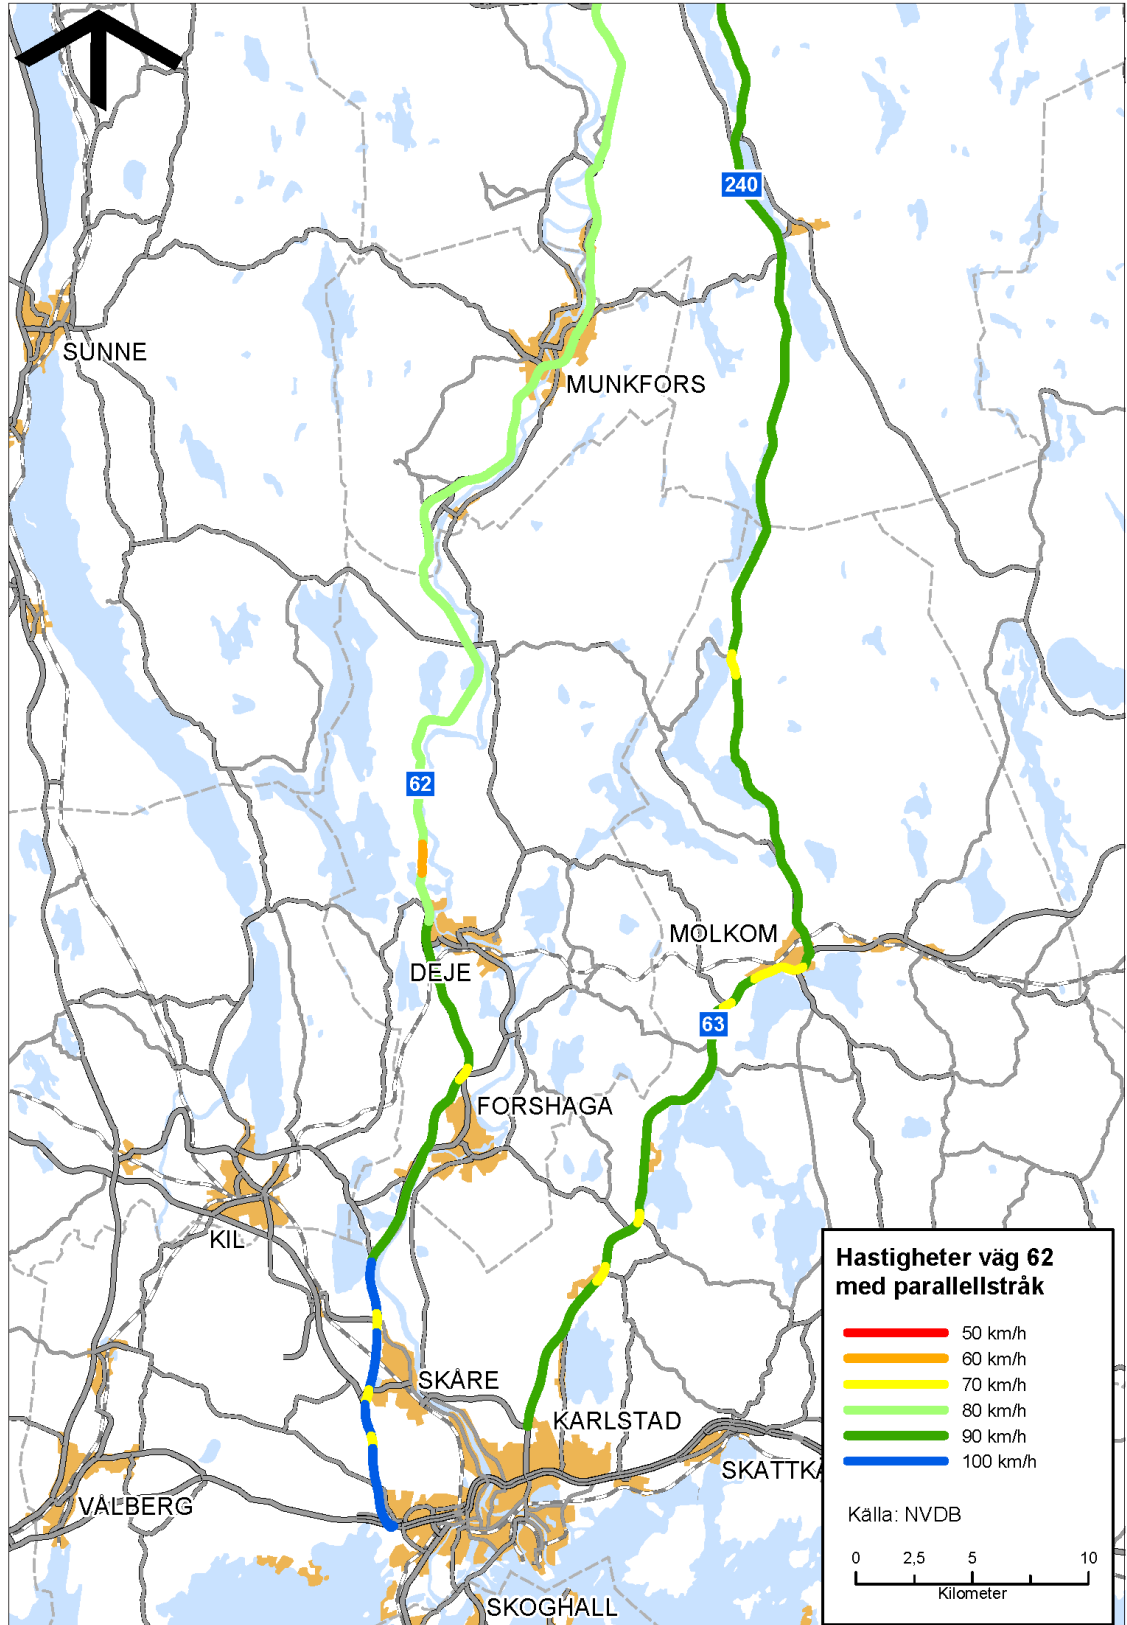 240
SUNNE
MUNKFORS
62
MOLKOM
DEJE
63
FORSHAGA
KIL
SKÅRE
KARLSTAD
SKATTKA
VÅLBERG
SKOGHALL
Hastigheter väg 62
med parallellstråk
50 km/h
60 km/h
70 km/h
80 km/h
90 km/h
100 km/h
Källa: NVDB
0 2,5 5 10
Kilometer